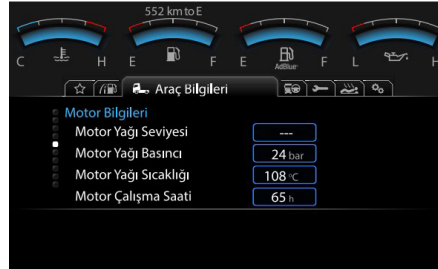 552 km to E
C H E F E AdBlue F L
Araç Bilgileri
Motor Bilgileri
Motor Yağı Seviyesi ---
Motor Yağı Basıncı 24 bar
Motor Yağı Sıcaklığı 108 °C
Motor Çalışma Saati 65 h